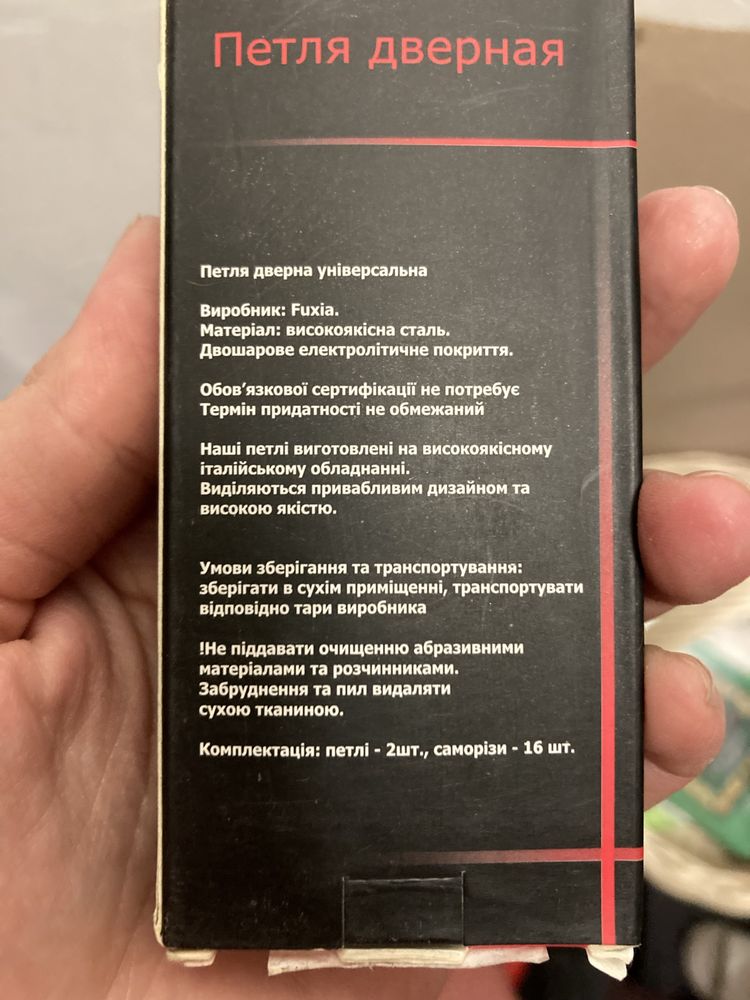 Петля дверная
Петля дверна універсальна
Виробник: Fuxia.
Матеріал: високоякісна сталь.
Двошарове електролітичне покриття.
Обов'язкової сертифікації не потребує
Термін придатності не обмежаний
Наші петлі виготовлені на високоякісному
італійському обладнанні.
Виділяються привабливим дизайном та
високою якістю.
Умови зберігання та транспортування:
зберігати в сухім приміщенні, транспортувати
відповідно тари виробника
!Не піддавати очищенню абразивними
матеріалами та розчинниками.
Забруднення та пил видаляти
сухою тканиною.
Комплектація: петлі - 2шт., саморізи - 16 шт.